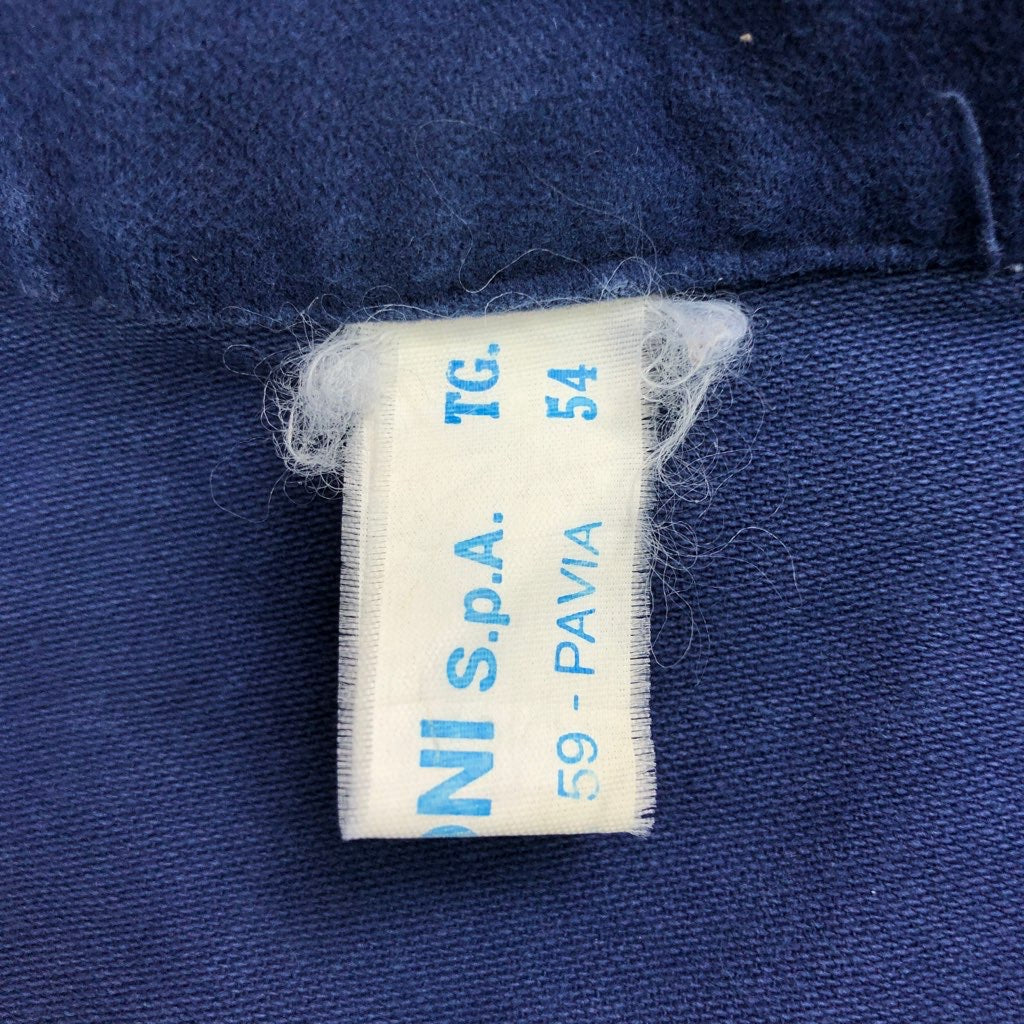 ONI S.p.A. TG.
59 - PAVIA 54